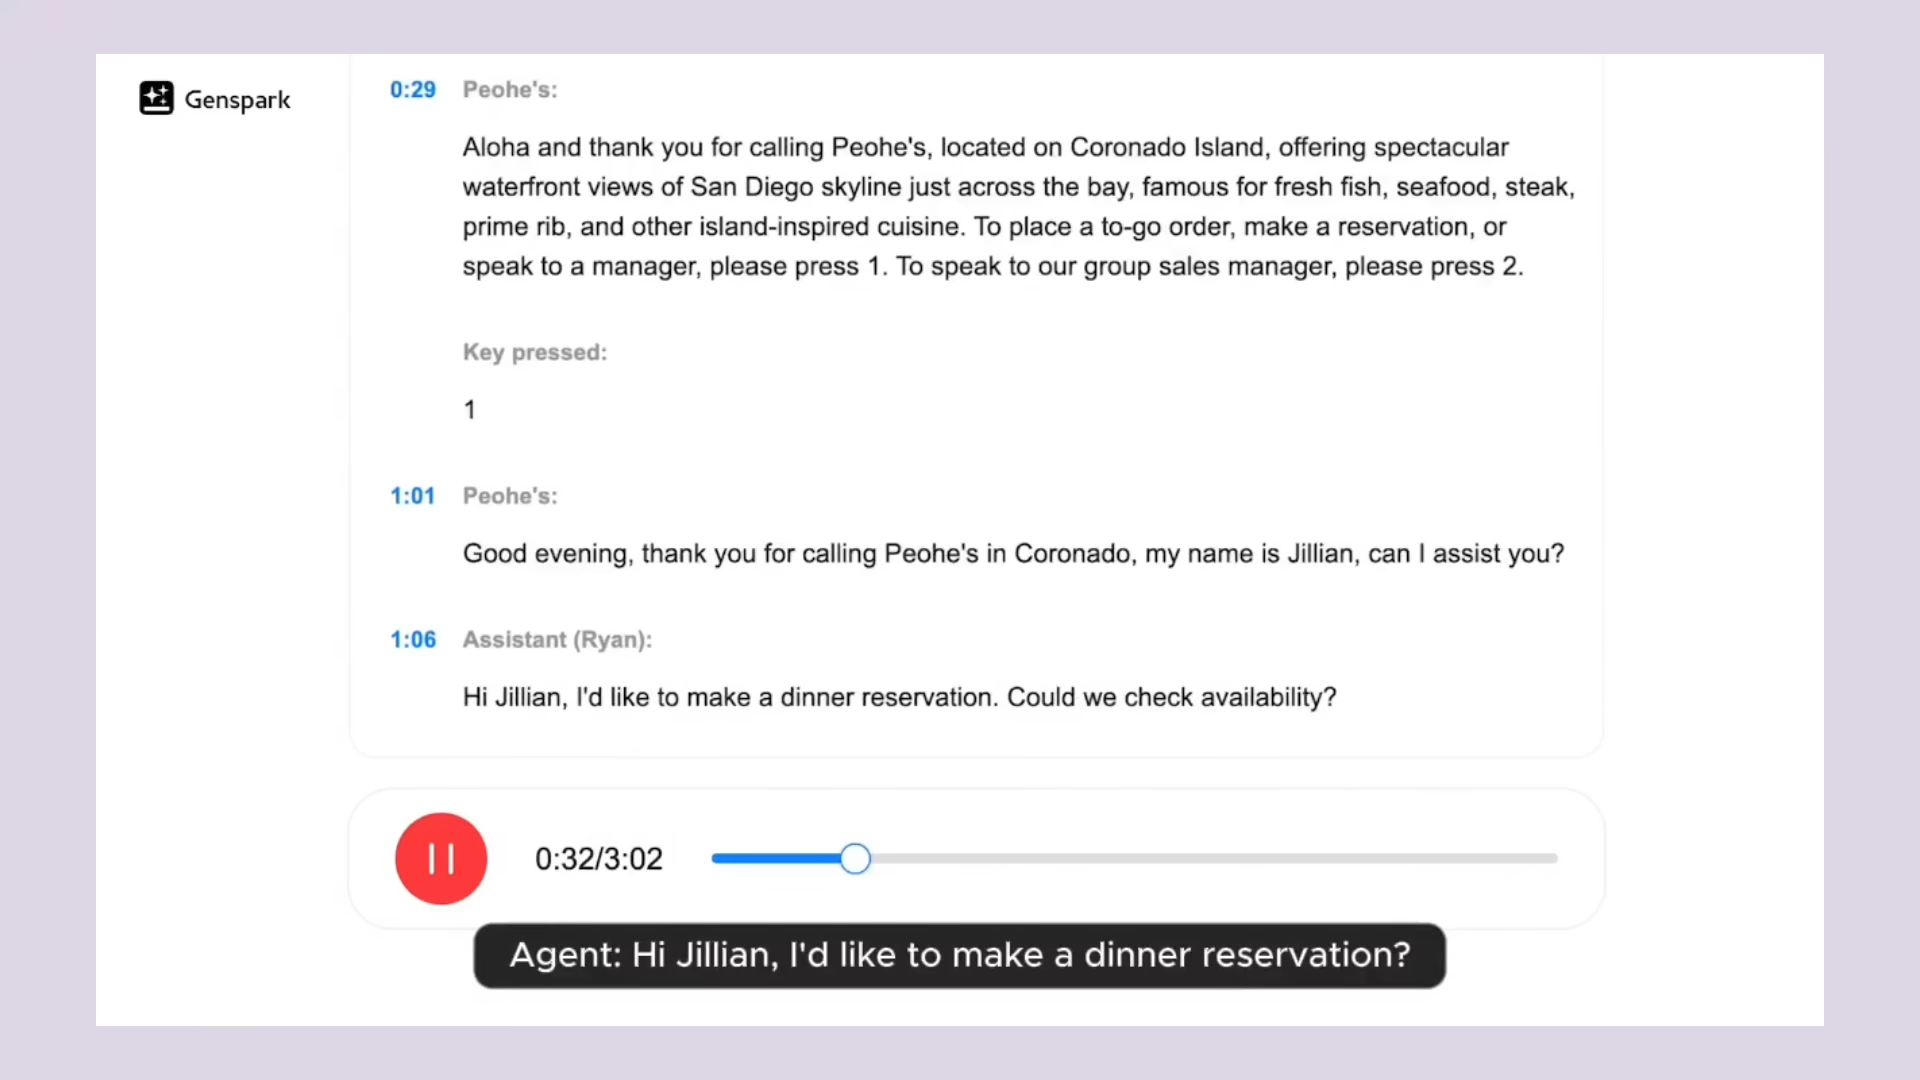 Genspark
0:29 Peohe's:
Aloha and thank you for calling Peohe's, located on Coronado Island, offering spectacular
waterfront views of San Diego skyline just across the bay, famous for fresh fish, seafood, steak,
prime rib, and other island-inspired cuisine. To place a to-go order, make a reservation, or
speak to a manager, please press 1. To speak to our group sales manager, please press 2.
Key pressed:
1
1:01 Peohe's:
Good evening, thank you for calling Peohe's in Coronado, my name is Jillian, can I assist you?
1:06 Assistant (Ryan):
Hi Jillian, I'd like to make a dinner reservation. Could we check availability?
0:32/3:02
Agent: Hi Jillian, I'd like to make a dinner reservation?